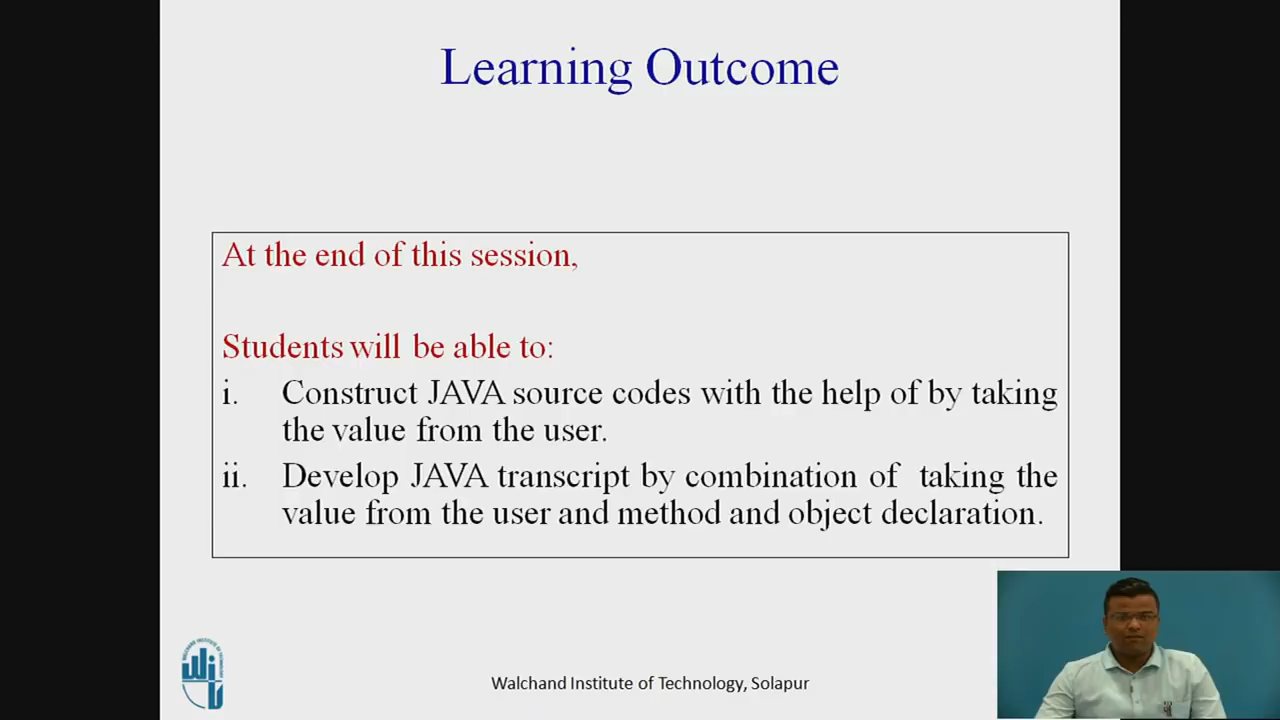 Learning Outcome
At the end of this session,
Students will be able to:
i. Construct JAVA source codes with the help of by taking
the value from the user.
ii. Develop JAVA transcript by combination of taking the
value from the user and method and object declaration.
Walchand Institute of Technology, Solapur